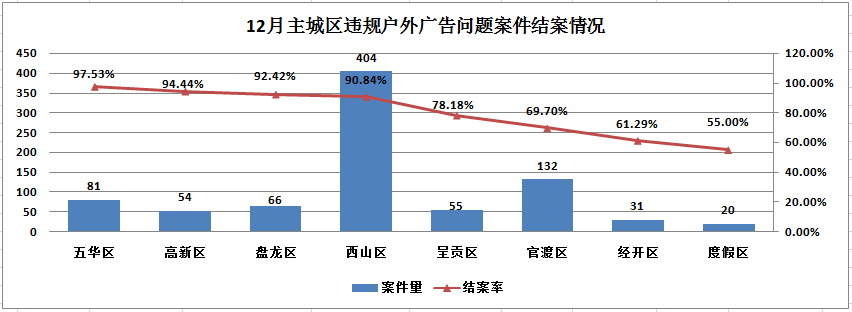 12月主城区违规户外广告问题案件结案情况
450 400 350 300 250 200 150 100 50 0
120.00% 100.00% 80.00% 60.00% 40.00% 20.00% 0.00%
97.53% 94.44% 92.42% 90.84% 78.18% 69.70% 61.29% 55.00%
81 54 66 404 55 132 31 20
五华区 高新区 盘龙区 西山区 呈贡区 官渡区 经开区 度假区
案件量 结案率